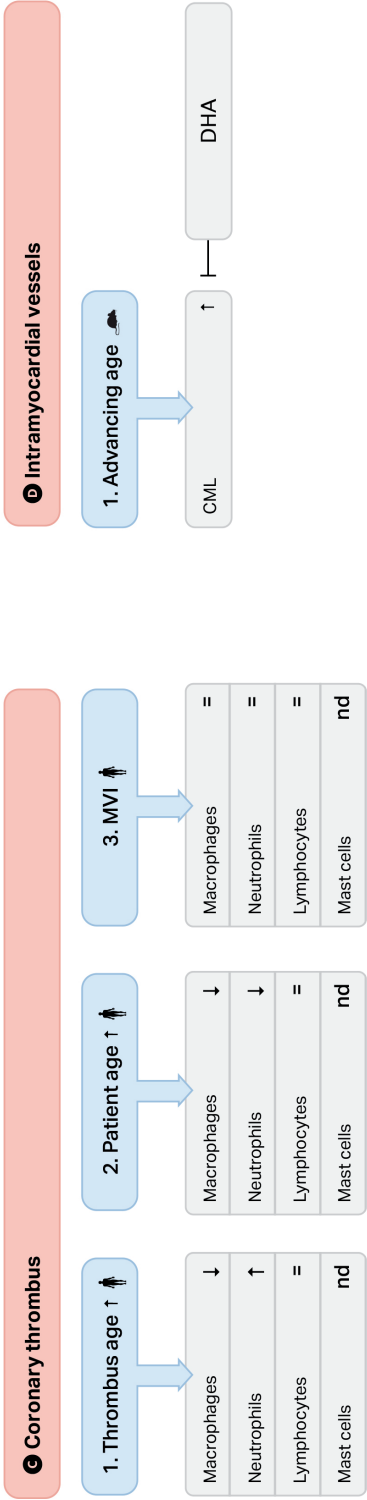 C Coronary thrombus
1. Thrombus age ↑
Macrophages ↓
Neutrophils ↑
Lymphocytes =
Mast cells nd
2. Patient age ↑
Macrophages ↓
Neutrophils ↓
Lymphocytes =
Mast cells nd
3. MVI
Macrophages =
Neutrophils =
Lymphocytes =
Mast cells nd
D Intramyocardial vessels
1. Advancing age
CML ↑
DHA